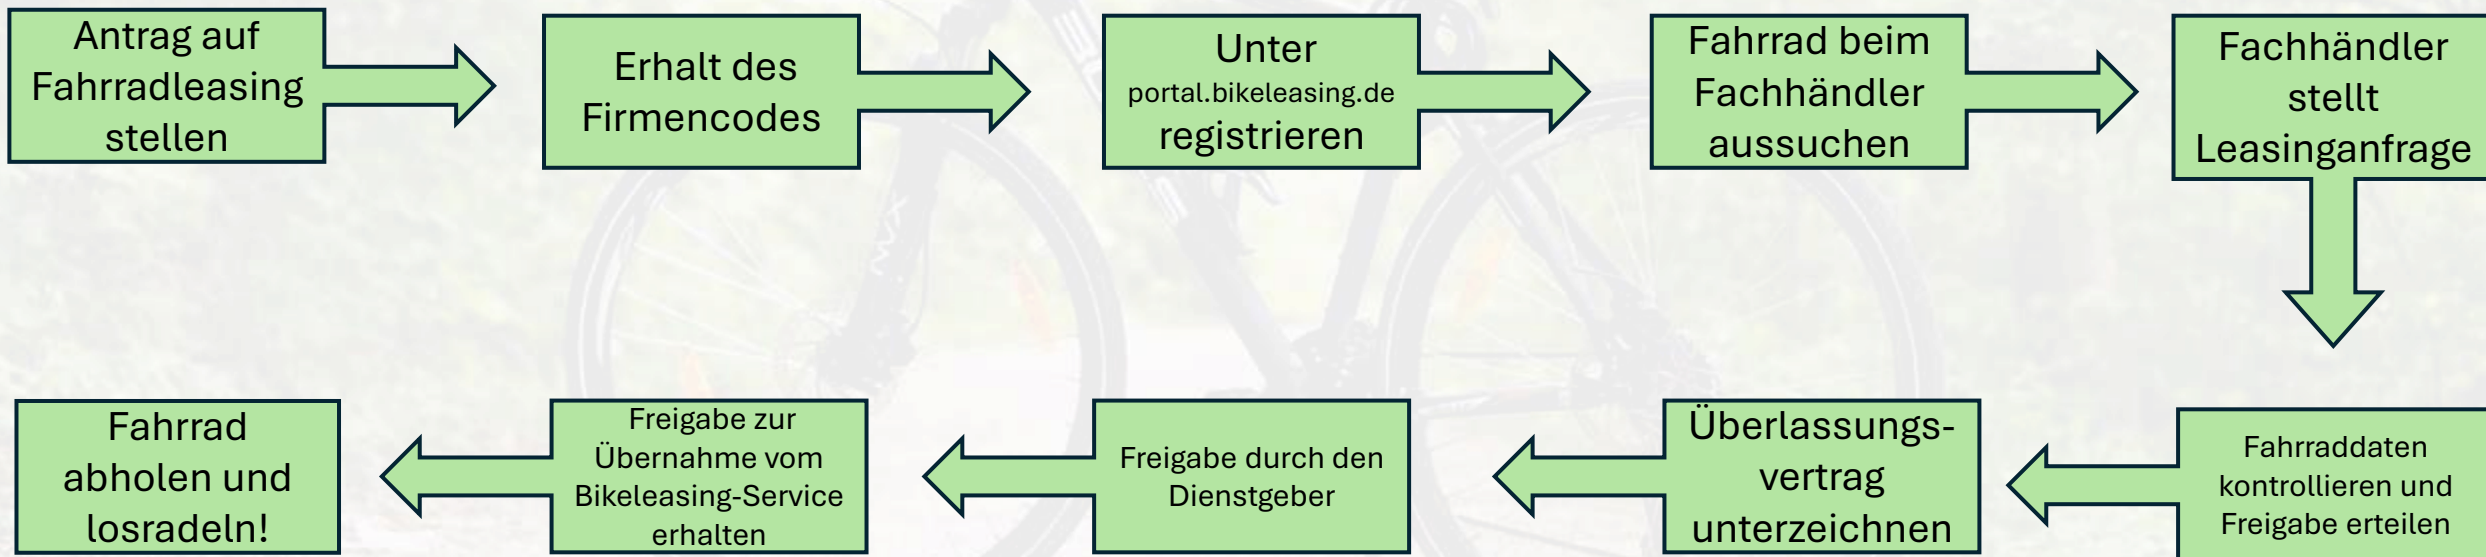 Antrag auf
Fahrradleasing
stellen
Erhalt des
Firmencodes
Unter
portal.bikeleasing.de
registrieren
Fahrrad beim
Fachhändler
aussuchen
Fachhändler
stellt
Leasinganfrage
Fahrraddaten
kontrollieren und
Freigabe erteilen
Überlassungs-
vertrag
unterzeichnen
Freigabe durch den
Dienstgeber
Freigabe zur
Übernahme vom
Bikeleasing-Service
erhalten
Fahrrad
abholen und
losradeln!